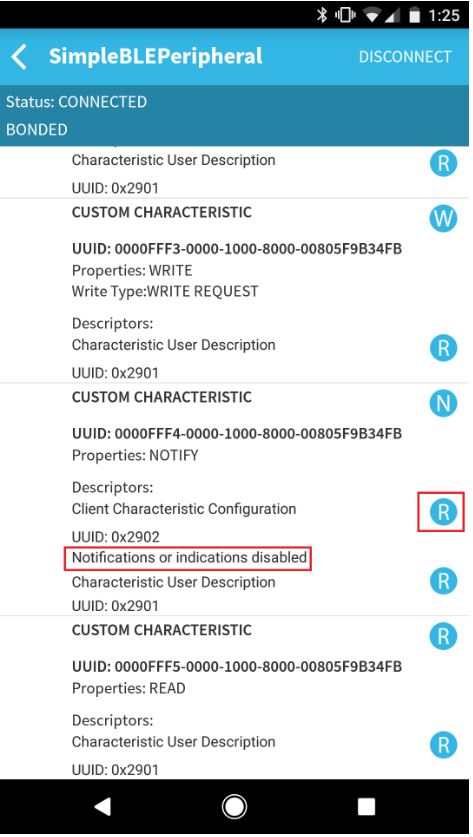 1:25
SimpleBLEPeripheral DISCONNECT
Status: CONNECTED
BONDED
Characteristic User Description R
UUID: 0x2901
CUSTOM CHARACTERISTIC W
UUID: 0000FFF3-0000-1000-8000-00805F9B34FB
Properties: WRITE
Write Type:WRITE REQUEST
Descriptors:
Characteristic User Description R
UUID: 0x2901
CUSTOM CHARACTERISTIC N
UUID: 0000FFF4-0000-1000-8000-00805F9B34FB
Properties: NOTIFY
Descriptors:
Client Characteristic Configuration R
UUID: 0x2902
Notifications or indications disabled
Characteristic User Description R
UUID: 0x2901
CUSTOM CHARACTERISTIC R
UUID: 0000FFF5-0000-1000-8000-00805F9B34FB
Properties: READ
Descriptors:
Characteristic User Description R
UUID: 0x2901